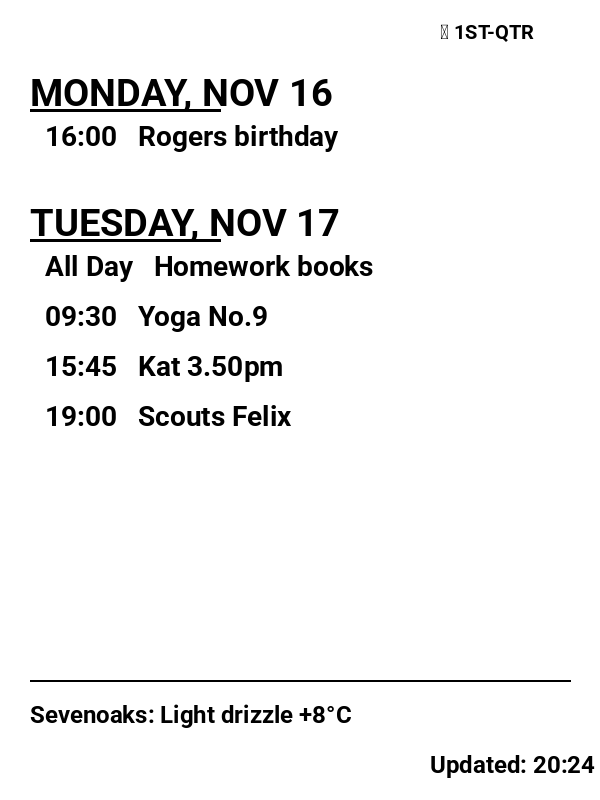 1ST-QTR
MONDAY, NOV 16
16:00 Rogers birthday
TUESDAY, NOV 17
All Day Homework books
09:30 Yoga No.9
15:45 Kat 3.50pm
19:00 Scouts Felix
Sevenoaks: Light drizzle +8°C
Updated: 20:24